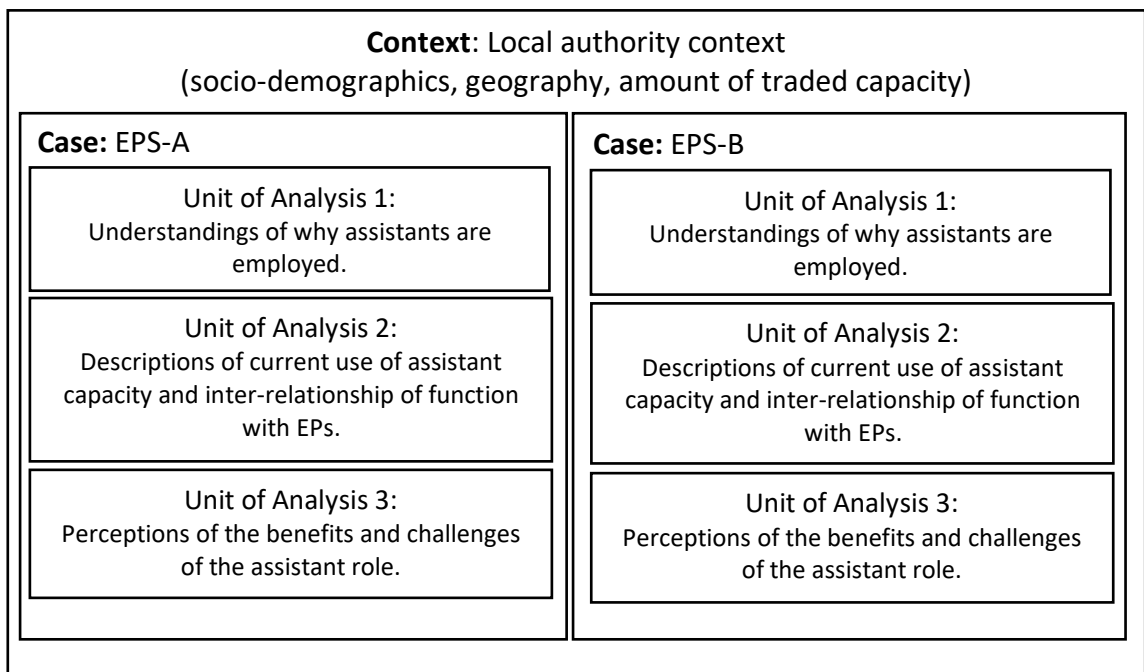 Context: Local authority context
(socio-demographics, geography, amount of traded capacity)
Case: EPS-A
Unit of Analysis 1:
Understandings of why assistants are
employed.
Unit of Analysis 2:
Descriptions of current use of assistant
capacity and inter-relationship of function
with EPs.
Unit of Analysis 3:
Perceptions of the benefits and challenges
of the assistant role.
Case: EPS-B
Unit of Analysis 1:
Understandings of why assistants are
employed.
Unit of Analysis 2:
Descriptions of current use of assistant
capacity and inter-relationship of function
with EPs.
Unit of Analysis 3:
Perceptions of the benefits and challenges
of the assistant role.